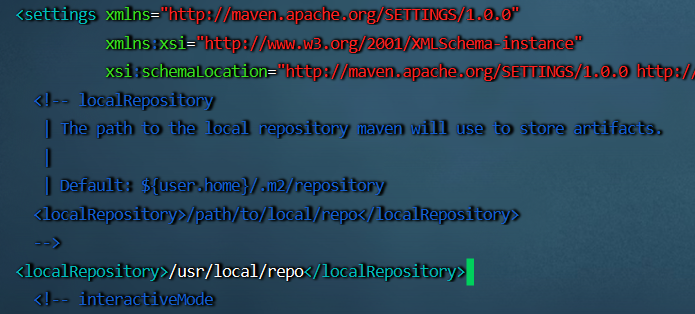 <settings xmlns="http://maven.apache.org/SETTINGS/1.0.0"
xmlns:xsi="http://www.w3.org/2001/XMLSchema-instance"
xsi:schemaLocation="http://maven.apache.org/SETTINGS/1.0.0 http:/
<!-- localRepository
| The path to the local repository maven will use to store artifacts.
|
| Default: ${user.home}/.m2/repository
<localRepository>/path/to/local/repo</localRepository>
-->
<localRepository>/usr/local/repo</localRepository>
<!-- interactiveMode